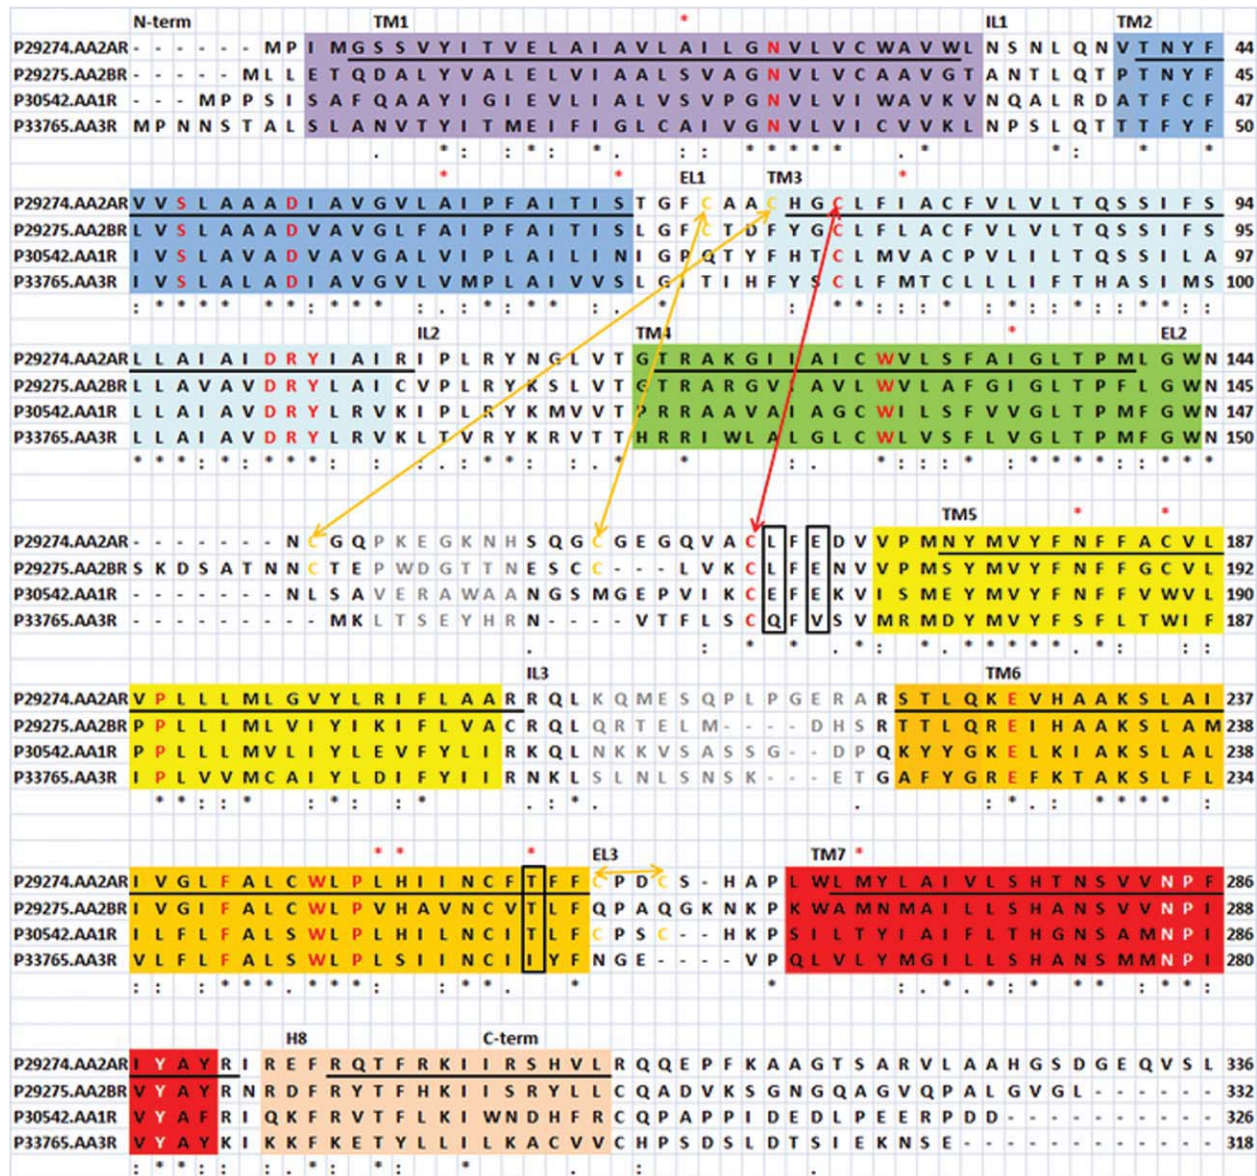 N-term TM1 * IL1 TM2
P29274.AA2AR - - - - - - M P I M G S S V Y I T V E L A I A V L A I L G N V L V C W A V W L N S N L Q N V T N Y F 44
P29275.AA2BR - - - - - M L L E T Q D A L Y V A L E L V I A A L S V A G N V L V C A A V G T A N T L Q T P T N Y F 45
P30542.AA1R - - - M P P S I S A F Q A A Y I G I E V L I A L V S V P G N V L V I W A V K V N Q A L R D A T F C F 47
P33765.AA3R M P N N S T A L S L A N V T Y I T M E I F I G L C A I V G N V L V I C V V K L N P S L Q T T T F Y F 50
. * : : * : * . : : * * * * * . * * : * *
* * EL1 TM3 *
P29274.AA2AR V V S L A A A D I A V G V L A I P F A I T I S T G F C A A C H G C L F I A C F V L V L T Q S S I F S 94
P29275.AA2BR L V S L A A A D V A V G L F A I P F A I T I S L G F C T D F Y G C L F L A C F V L V L T Q S S I F S 95
P30542.AA1R I V S L A V A D V A V G A L V I P L A I L I N I G P Q T Y F H T C L M V A C P V L I L T Q S S I L A 97
P33765.AA3R I V S L A L A D I A V G V L V M P L A I V V S L G I T I H F Y S C L F M T C L L L I F T H A S I M S 100
IL2 TM4 * EL2
P29274.AA2AR L L A I A I D R Y I A I R I P L R Y N G L V T G T R A K G I I A I C W V L S F A I G L T P M L G W N 144
P29275.AA2BR L L A V A V D R Y L A I C V P L R Y K S L V T G T R A R G V I A V L W V L A F G I G L T P F L G W N 145
P30542.AA1R L L A I A V D R Y L R V K I P L R Y K M V V T P R R A A V A I A G C W I L S F V V G L T P M F G W N 147
P33765.AA3R L L A I A V D R Y L R V K L T V R Y K R V T T H R R I W L A L G L C W L V S F L V G L T P M F G W N 150
TM5 * *
P29274.AA2AR - - - - - - - N C G Q P K E G K N H S Q G C G E G Q V A C L F E D V V P M N Y M V Y F N F F A C V L 187
P29275.AA2BR S K D S A T N N C T E P W D G T T N E S C C - - - L V K C L F E N V V P M S Y M V Y F N F F G C V L 192
P30542.AA1R - - - - - - - N L S A V E R A W A A N G S M G E P V I K C E F E K V I S M E Y M V Y F N F F V W V L 190
P33765.AA3R - - - - - - - - - M K L T S E Y H R N - - - - V T F L S C Q F V S V M R M D Y M V Y F S F L T W I F 187
IL3 TM6
P29274.AA2AR V P L L L M L G V Y L R I F L A A R R Q L K Q M E S Q P L P G E R A R S T L Q K E V H A A K S L A I 237
P29275.AA2BR P P L L I M L V I Y I K I F L V A C R Q L Q R T E L M - - - - D H S R T T L Q R E I H A A K S L A M 238
P30542.AA1R P P L L L M V L I Y L E V F Y L I R K Q L N K K V S A S S G - - D P Q K Y Y G K E L K I A K S L A L 238
P33765.AA3R I P L V V M C A I Y L D I F Y I I R N K L S L N L S N S K - - - E T G A F Y G R E F K T A K S L F L 234
* * * EL3 TM7 *
P29274.AA2AR I V G L F A L C W L P L H I I N C F T F F C P D C S - H A P L W L M Y L A I V L S H T N S V V N P F 286
P29275.AA2BR I V G I F A L C W L P V H A V N C V T L F Q P A Q G K N K P K W A M N M A I L L S H A N S V V N P I 288
P30542.AA1R I L F L F A L S W L P L H I L N C I T L F C P S C - - H K P S I L T Y I A I F L T H G N S A M N P I 286
P33765.AA3R V L F L F A L S W L P L S I I N C I I Y F N G E - - - - V P Q L V L Y M G I L L S H A N S M M N P I 280
H8 C-term
P29274.AA2AR I Y A Y R I R E F R Q T F R K I I R S H V L R Q Q E P F K A A G T S A R V L A A H G S D G E Q V S L 336
P29275.AA2BR V Y A Y R N R D F R Y T F H K I I S R Y L L C Q A D V K S G N G Q A G V Q P A L G V G L - - - - - - 332
P30542.AA1R V Y A F R I Q K F R V T F L K I W N D H F R C Q P A P P I D E D L P E E R P D D - - - - - - - - - - 326
P33765.AA3R V Y A Y K I K K F K E T Y L L I L K A C V V C H P S D S L D T S I E K N S E - - - - - - - - - - - - 318
: * * : : . : * : * : * . : .